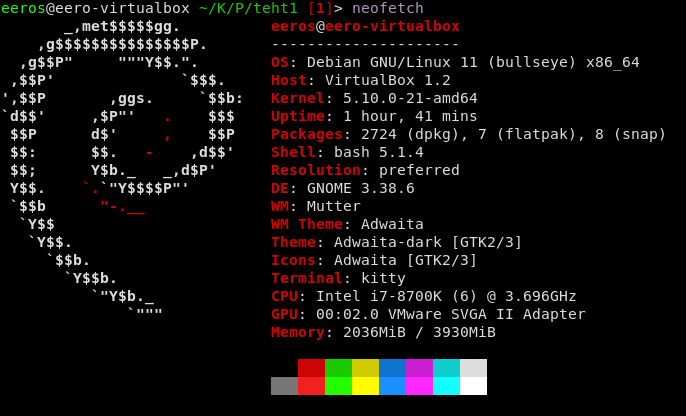 eeros@eero-virtualbox ~/K/P/teht1 [1]> neofetch
       _,met$$$$$gg.          eeros@eero-virtualbox
    ,g$$$$$$$$$$$$$$$P.       ---------------------
  ,g$$P"     """Y$$.".        OS: Debian GNU/Linux 11 (bullseye) x86_64
 ,$$P'              `$$$.     Host: VirtualBox 1.2
',$$P       ,ggs.     `$$b:   Kernel: 5.10.0-21-amd64
`d$$'     ,$P"'   .    $$$    Uptime: 1 hour, 41 mins
 $$P      d$'     ,    $$P    Packages: 2724 (dpkg), 7 (flatpak), 8 (snap)
 $$:      $$.   -    ,d$$'    Shell: bash 5.1.4
 $$;      Y$b._   _,d$P'      Resolution: preferred
 Y$$.    `.`"Y$$$$P"'         DE: GNOME 3.38.6
 `$$b      "-.__              WM: Mutter
  `Y$$                        WM Theme: Adwaita
   `Y$$.                      Theme: Adwaita-dark [GTK2/3]
     `$$b.                    Icons: Adwaita [GTK2/3]
       `Y$$b.                 Terminal: kitty
          `"Y$b._             CPU: Intel i7-8700K (6) @ 3.696GHz
              `"""            GPU: 00:02.0 VMware SVGA II Adapter
                              Memory: 2036MiB / 3930MiB